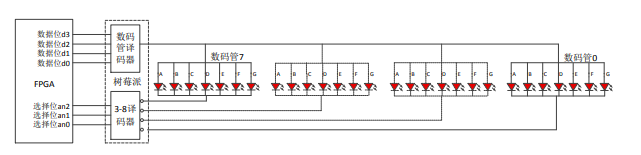 数据位d3
数据位d2
数据位d1
数据位d0
FPGA
选择位an2
选择位an1
选择位an0
数码
管译
码器
树莓派
3-8译
码器
数码管7
A B C D E F G
A B C D E F G
A B C D E F G
数码管0
A B C D E F G